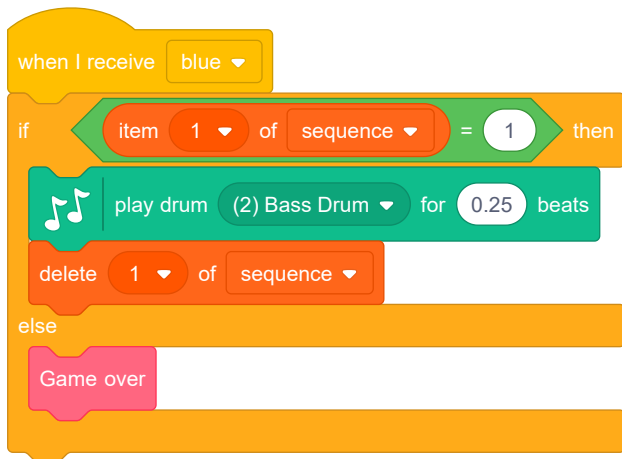 when I receive blue
if item 1 of sequence = 1 then
play drum (2) Bass Drum for 0.25 beats
delete 1 of sequence
else
Game over